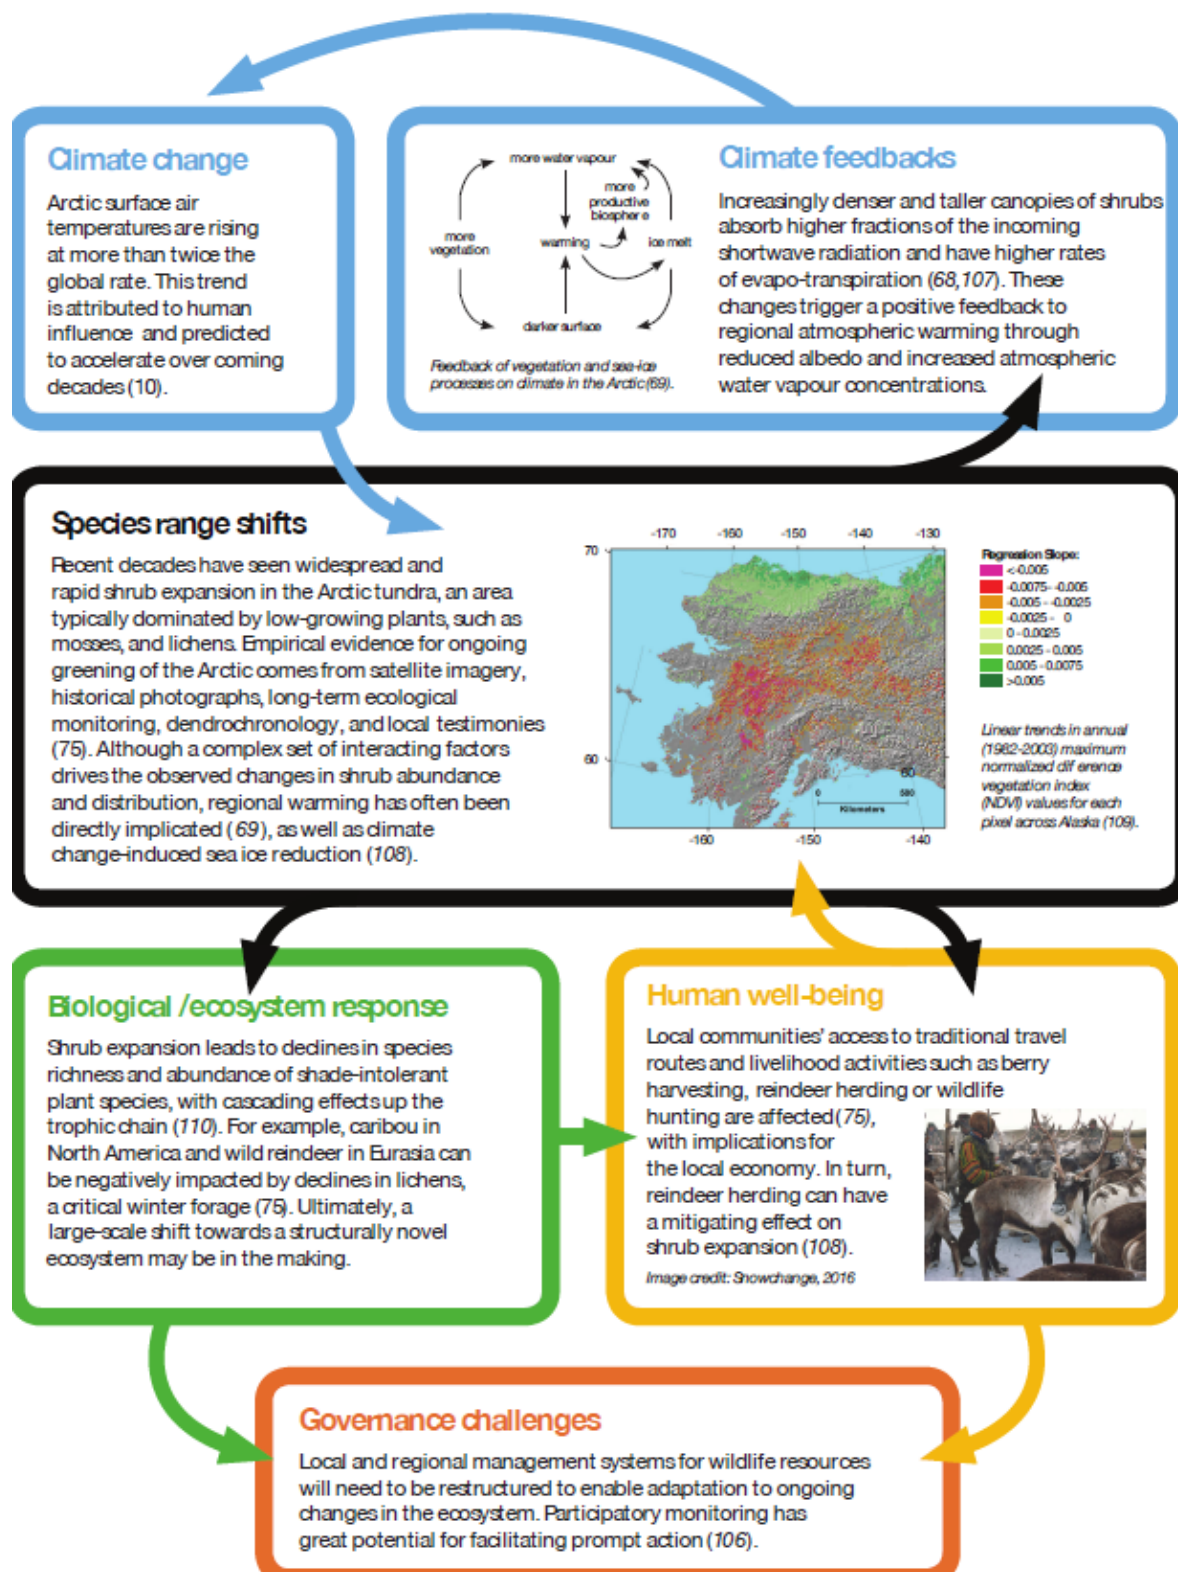 Climate change
Arctic surface air
temperatures are rising
at more than twice the
global rate. This trend
is attributed to human
influence and predicted
to accelerate over coming
decades (10).
more water vapour
more
productive
biosphere
more
vegetation
warming
ice melt
darker surface
Feedback of vegetation and sea-ice
processes on climate in the Arctic(69).
Climate feedbacks
Increasingly denser and taller canopies of shrubs
absorb higher fractions of the incoming
shortwave radiation and have higher rates
of evapo-transpiration (68,107). These
changes trigger a positive feedback to
regional atmospheric warming through
reduced albedo and increased atmospheric
water vapour concentrations.
Species range shifts
Recent decades have seen widespread and
rapid shrub expansion in the Arctic tundra, an area
typically dominated by low-growing plants, such as
mosses, and lichens. Empirical evidence for ongoing
greening of the Arctic comes from satellite imagery,
historical photographs, long-term ecological
monitoring, dendrochronology, and local testimonies
(75). Although a complex set of interacting factors
drives the observed changes in shrub abundance
and distribution, regional warming has often been
directly implicated (69), as well as climate
change-induced sea ice reduction (108).
-170 -160 -150 -140 -130
70
60
60
0 500
Kilometers
-160 -150 -140
Regression Slope:
<-0.005
-0.0075- -0.005
-0.005 - -0.0025
-0.0025 - 0
0 - 0.0025
0.0025 - 0.005
0.005 - 0.0075
>0.005
Linear trends in annual
(1982-2003) maximum
normalized dif erence
vegetation index
(NDVI) values for each
pixel across Alaska (109).
Biological /ecosystem response
Shrub expansion leads to declines in species
richness and abundance of shade-intolerant
plant species, with cascading effects up the
trophic chain (110). For example, caribou in
North America and wild reindeer in Eurasia can
be negatively impacted by declines in lichens,
a critical winter forage (75). Ultimately, a
large-scale shift towards a structurally novel
ecosystem may be in the making.
Human well-being
Local communities' access to traditional travel
routes and livelihood activities such as berry
harvesting, reindeer herding or wildlife
hunting are affected (75),
with implications for
the local economy. In turn,
reindeer herding can have
a mitigating effect on
shrub expansion (108).
Image credit: Snowchange, 2016
Governance challenges
Local and regional management systems for wildlife resources
will need to be restructured to enable adaptation to ongoing
changes in the ecosystem. Participatory monitoring has
great potential for facilitating prompt action (106).